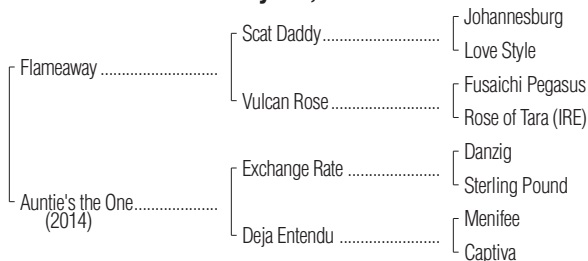 Johannesburg
Scat Daddy
Love Style
Flameaway
Fusaichi Pegasus
Vulcan Rose
Rose of Tara (IRE)
Danzig
Exchange Rate
Sterling Pound
Auntie's the One
(2014)
Menifee
Deja Entendu
Captiva